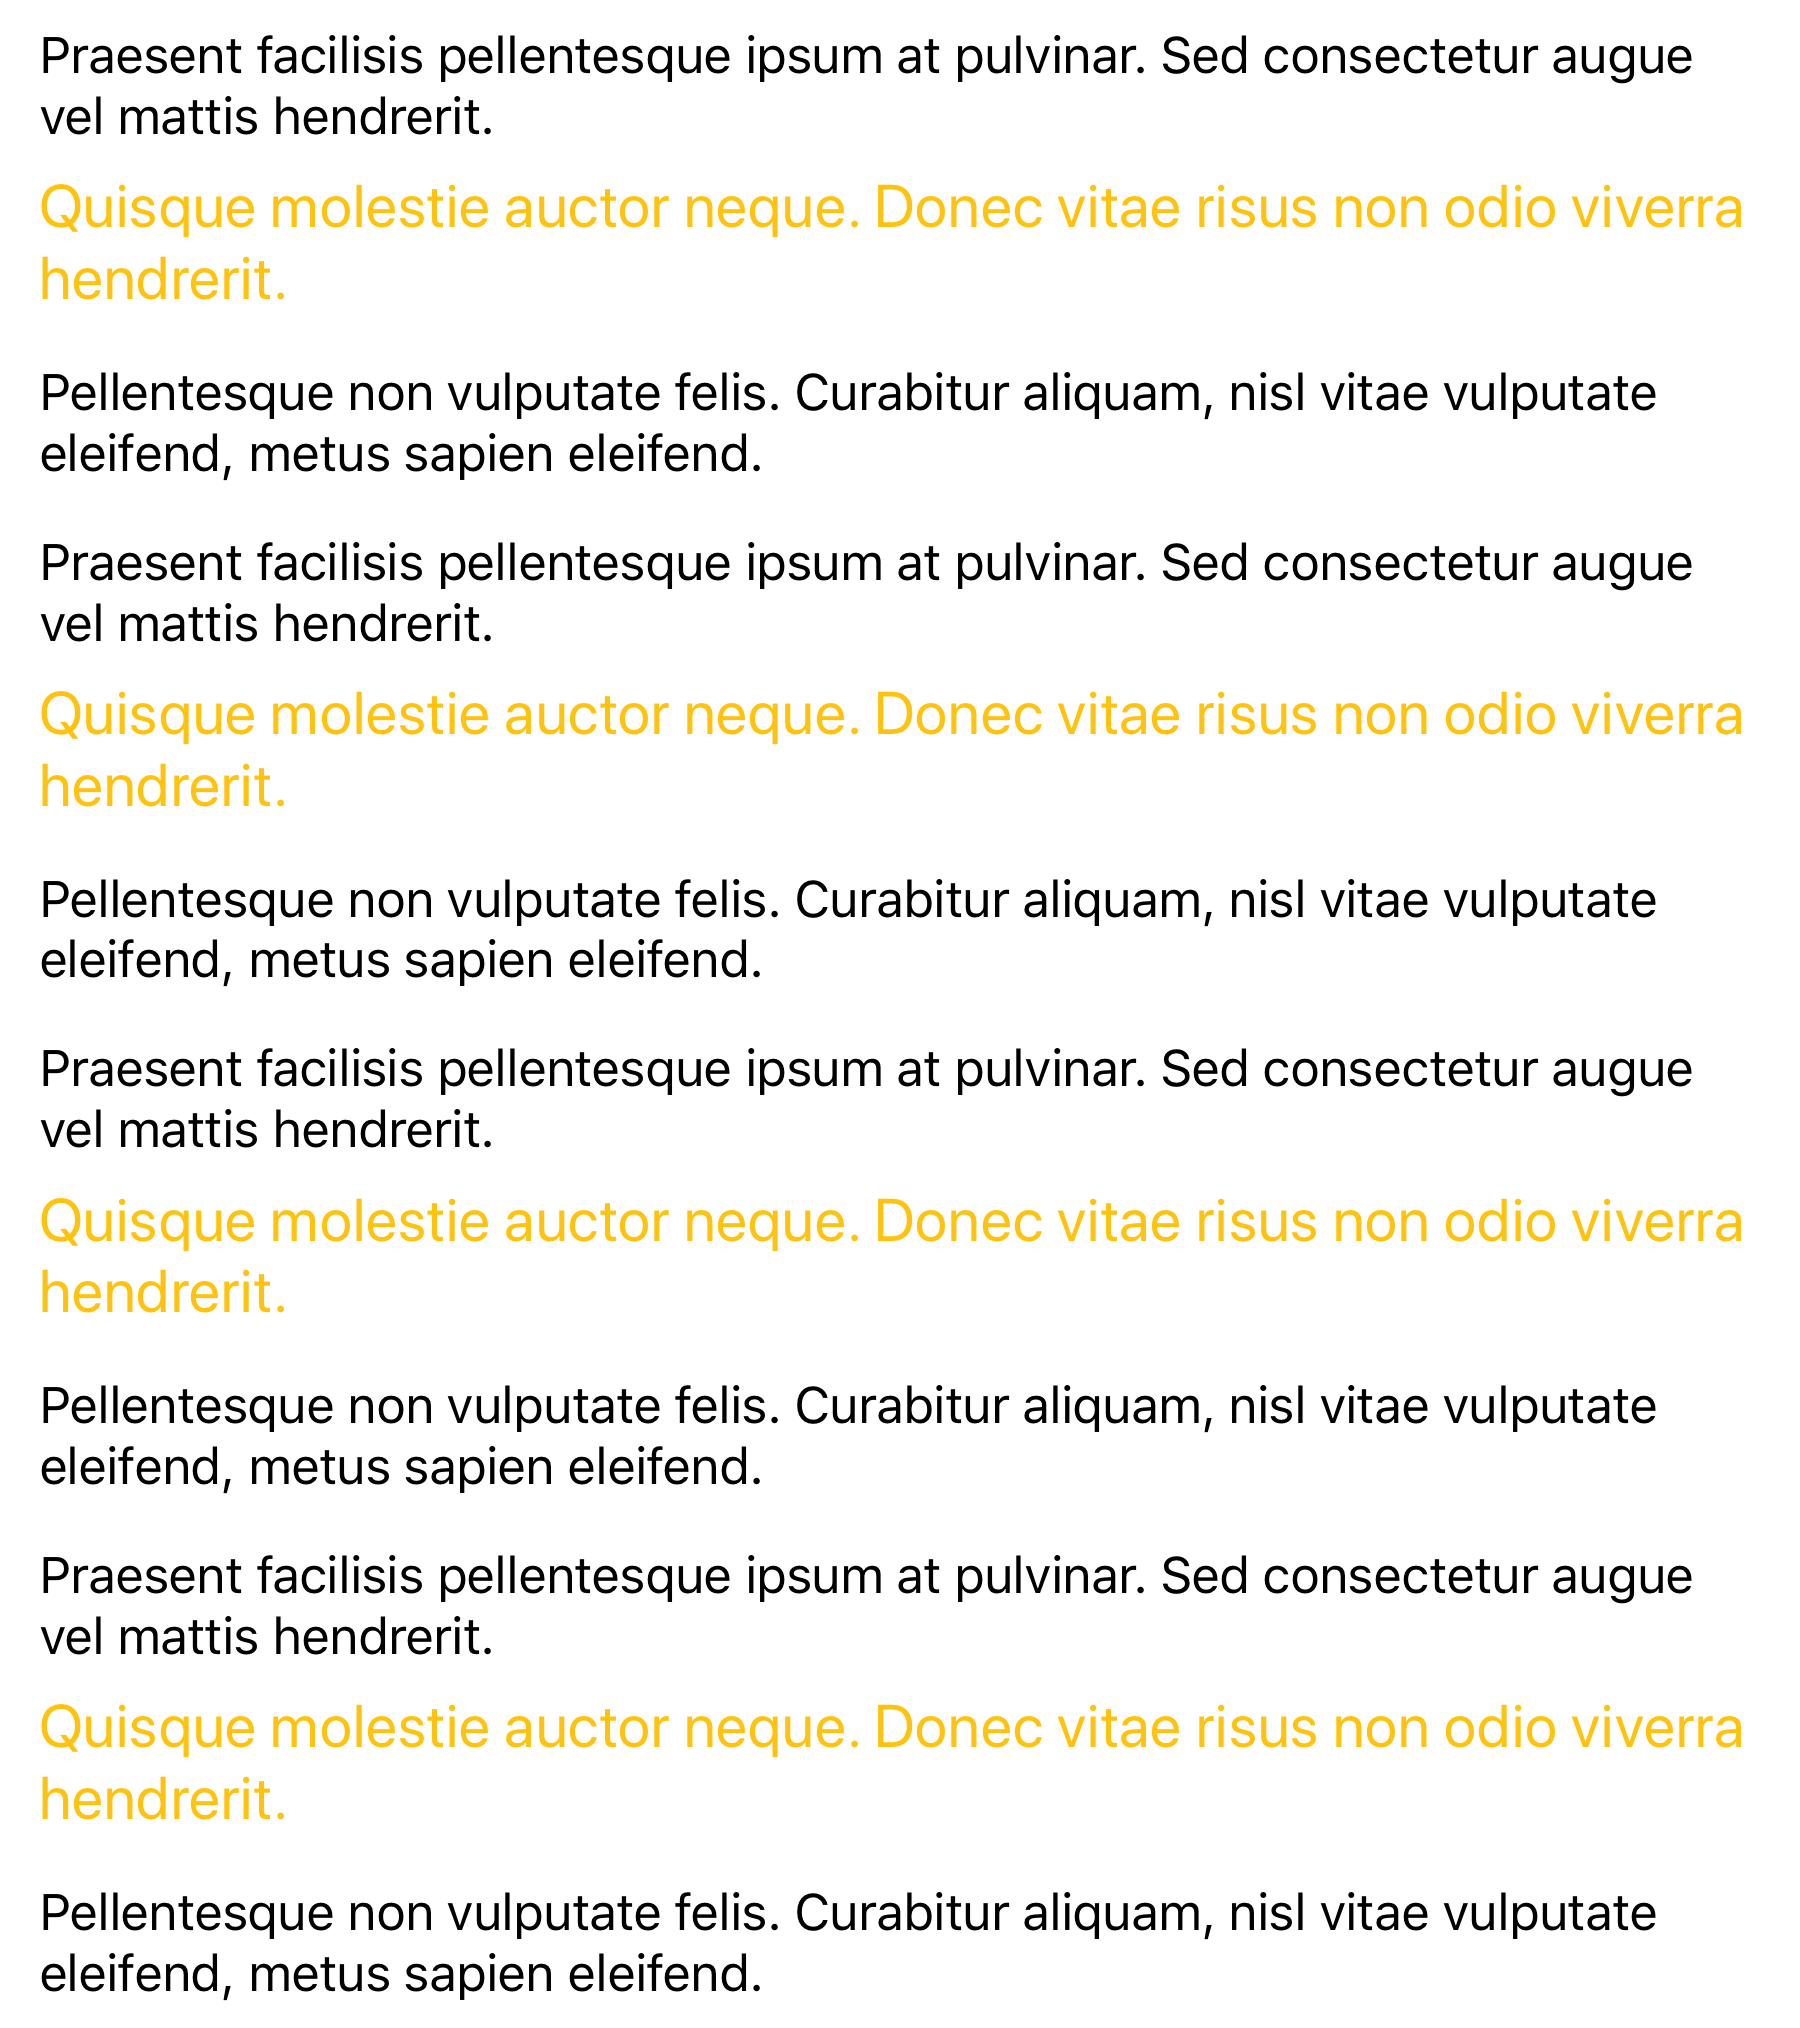 Praesent facilisis pellentesque ipsum at pulvinar. Sed consectetur augue
vel mattis hendrerit.
Quisque molestie auctor neque. Donec vitae risus non odio viverra
hendrerit.
Pellentesque non vulputate felis. Curabitur aliquam, nisl vitae vulputate
eleifend, metus sapien eleifend.
Praesent facilisis pellentesque ipsum at pulvinar. Sed consectetur augue
vel mattis hendrerit.
Quisque molestie auctor neque. Donec vitae risus non odio viverra
hendrerit.
Pellentesque non vulputate felis. Curabitur aliquam, nisl vitae vulputate
eleifend, metus sapien eleifend.
Praesent facilisis pellentesque ipsum at pulvinar. Sed consectetur augue
vel mattis hendrerit.
Quisque molestie auctor neque. Donec vitae risus non odio viverra
hendrerit.
Pellentesque non vulputate felis. Curabitur aliquam, nisl vitae vulputate
eleifend, metus sapien eleifend.
Praesent facilisis pellentesque ipsum at pulvinar. Sed consectetur augue
vel mattis hendrerit.
Quisque molestie auctor neque. Donec vitae risus non odio viverra
hendrerit.
Pellentesque non vulputate felis. Curabitur aliquam, nisl vitae vulputate
eleifend, metus sapien eleifend.